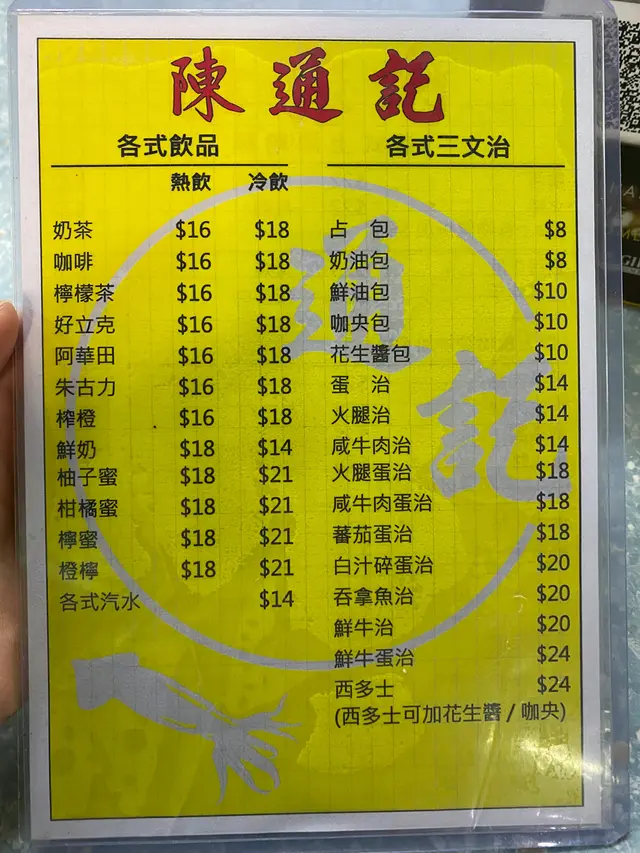 陳通記
各式飲品
熱飲 冷飲
奶茶 $16 $18
咖啡 $16 $18
檸檬茶 $16 $18
好立克 $16 $18
阿華田 $16 $18
朱古力 $16 $18
榨橙 $16 $18
鮮奶 $18 $14
柚子蜜 $18 $21
柑橘蜜 $18 $21
檸蜜 $18 $21
橙檸 $18 $21
各式汽水 $14
各式三文治
占 包 $8
奶油包 $8
鮮油包 $10
咖央包 $10
花生醬包 $10
蛋 治 $14
火腿治 $14
咸牛肉治 $14
火腿蛋治 $18
咸牛肉蛋治 $18
蕃茄蛋治 $18
白汁碎蛋治 $20
吞拿魚治 $20
鮮牛治 $20
鮮牛蛋治 $24
西多士 $24
(西多士可加花生醬 / 咖央)
通
記